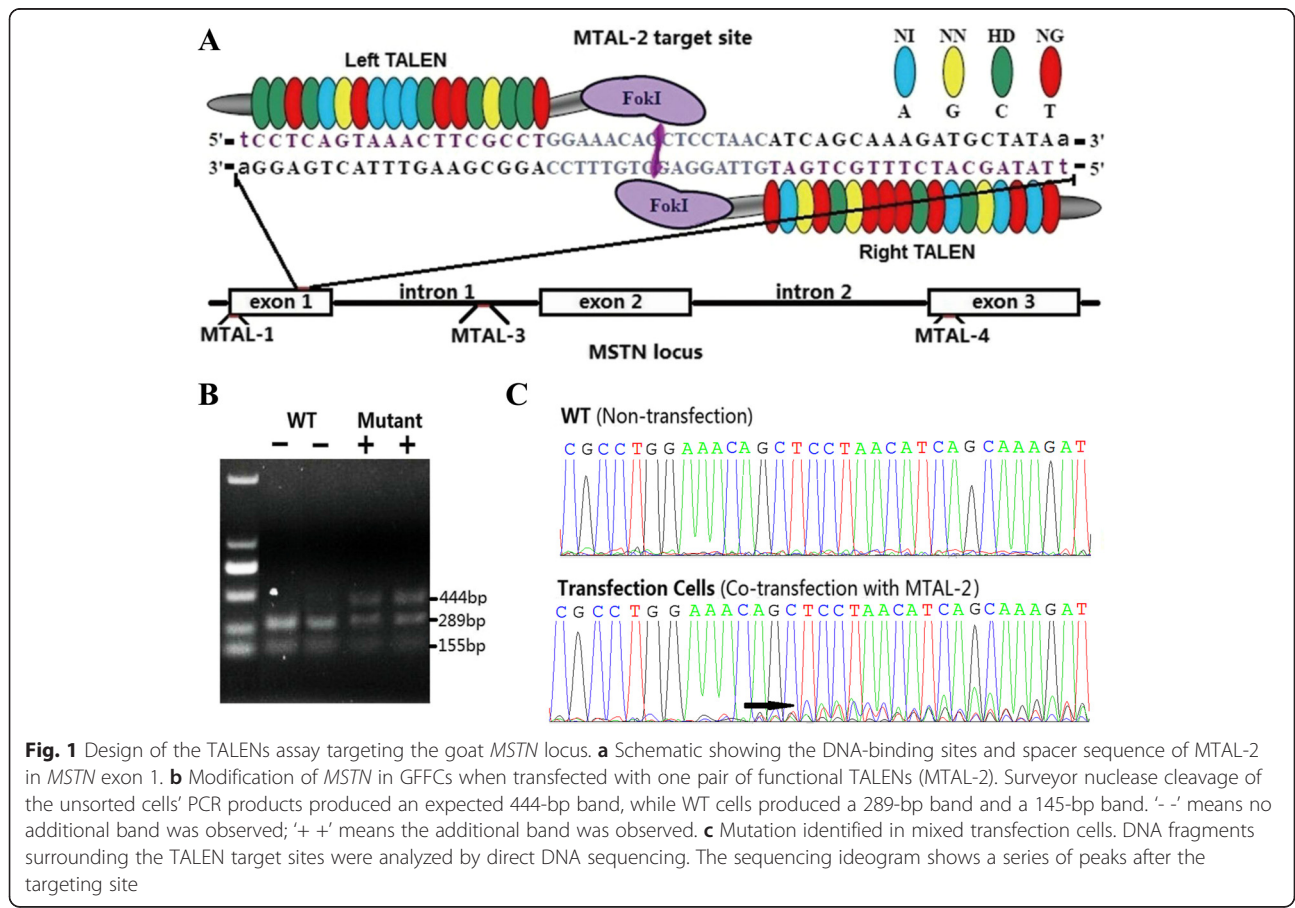 A
MTAL-2 target site
NI NN HD NG
Left TALEN
FokI
A G C T
5'-tCCTCAGTAAACTTCGCCTGGAAACAGCTCCTAACATCAGCAAAGATGCTATAa-3'
3'-aGGAGTCATTTGAAGCGGACCTTTGTCGAGGATTGTAGTCGTTTCTACGATATt-5'
FokI
Right TALEN
exon 1
intron 1
exon 2
intron 2
exon 3
MTAL-1
MTAL-3
MTAL-4
MSTN locus
B
WT Mutant
- - + +
444bp
289bp
155bp
C
WT (Non-transfection)
CGCCTGGAAACAGCTCCTAACATCAGCAAAGAT
Transfection Cells (Co-transfection with MTAL-2)
CGCCTGGAAACAGCTCCTAACATCAGCAAAGAT
Fig. 1 Design of the TALENs assay targeting the goat MSTN locus. a Schematic showing the DNA-binding sites and spacer sequence of MTAL-2
in MSTN exon 1. b Modification of MSTN in GFFCs when transfected with one pair of functional TALENs (MTAL-2). Surveyor nuclease cleavage of
the unsorted cells' PCR products produced an expected 444-bp band, while WT cells produced a 289-bp band and a 145-bp band. '- -' means no
additional band was observed; '+ +' means the additional band was observed. c Mutation identified in mixed transfection cells. DNA fragments
surrounding the TALEN target sites were analyzed by direct DNA sequencing. The sequencing ideogram shows a series of peaks after the
targeting site